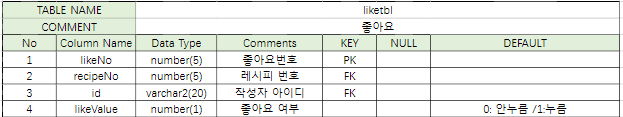 TABLE NAME liketbl
COMMENT 좋아요
No Column Name Data Type Comments KEY NULL DEFAULT
1 likeNo number(5) 좋아요번호 PK
2 recipeNo number(5) 레시피 번호 FK
3 id varchar2(20) 작성자 아이디 FK
4 likeValue number(1) 좋아요 여부 0: 안누름 /1:누름